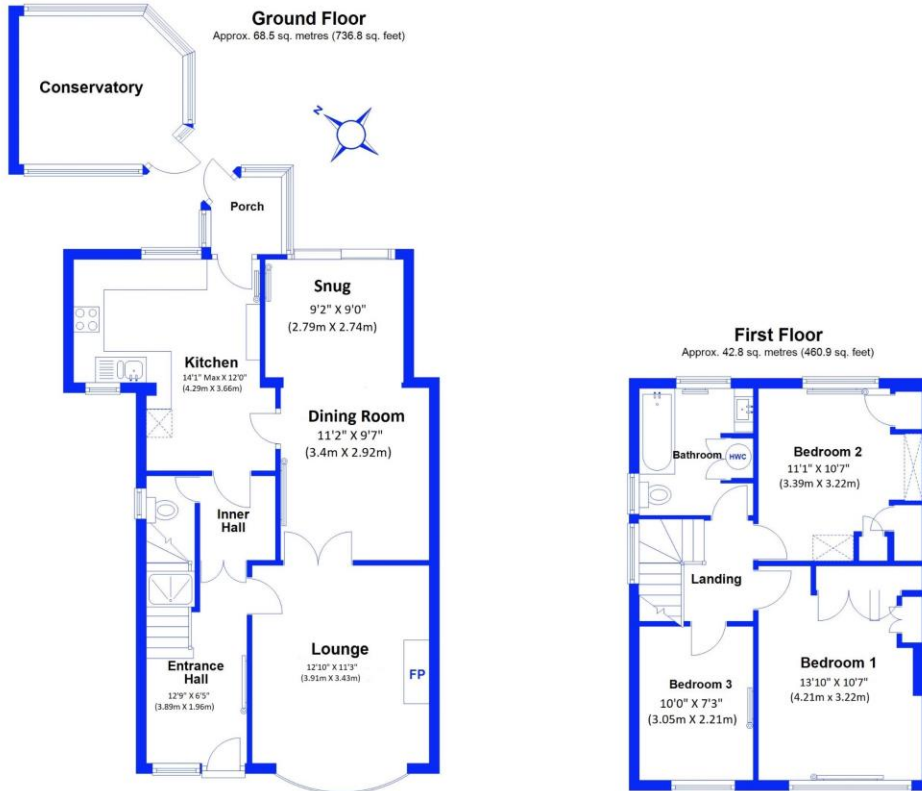 Ground Floor
Approx. 68.5 sq. metres (736.8 sq. feet)
Conservatory
N
Porch
Snug
9'2" X 9'0"
(2.79m X 2.74m)
Kitchen
14'1" Max X 12'0"
(4.29m X 3.66m)
Dining Room
11'2" X 9'7"
(3.4m X 2.92m)
Inner
Hall
Lounge
12'10" X 11'3"
(3.91m X 3.43m)
FP
Entrance
Hall
12'9" X 6'5"
(3.89m X 1.96m)
First Floor
Approx. 42.8 sq. metres (460.9 sq. feet)
Bathroom
HWC
Bedroom 2
11'1" X 10'7"
(3.39m X 3.22m)
Landing
Bedroom 1
13'10" X 10'7"
(4.21m X 3.22m)
Bedroom 3
10'0" X 7'3"
(3.05m X 2.21m)